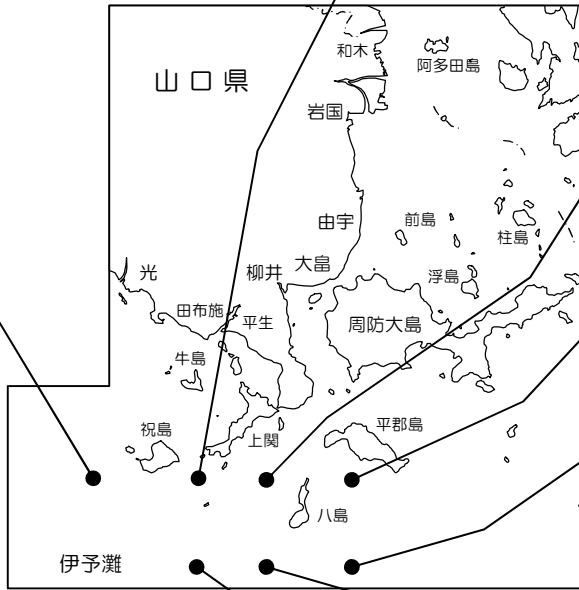 和木
阿多田島
山口県
岩国
由宇
前島
柱島
大畠
光
柳井
浮島
田布施
平生
周防大島
牛島
祝島
上関
平郡島
八島
伊予灘